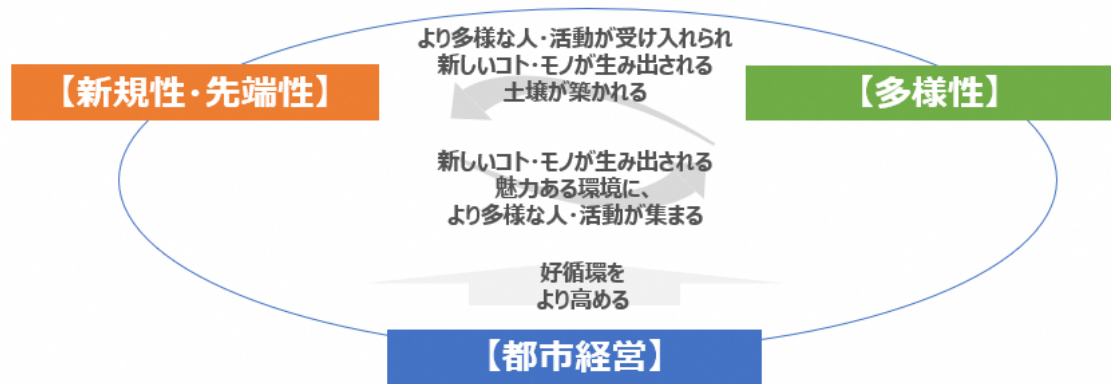 より多様な人・活動が受け入れられ
新しいコト・モノが生み出される
土壌が築かれる
【新規性・先端性】
【多様性】
新しいコト・モノが生み出される
魅力ある環境に、
より多様な人・活動が集まる
好循環を
より高める
【都市経営】